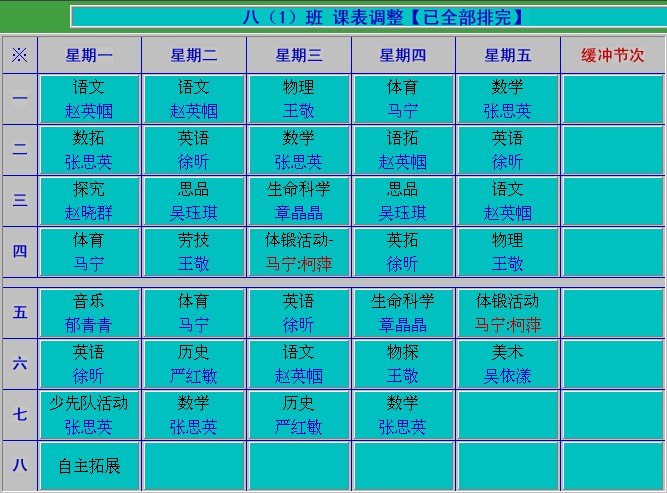 八（1）班 课表调整【已全部排完】
※ 星期一 星期二 星期三 星期四 星期五 缓冲节次
一 语文 语文 物理 体育 数学
赵英帼 赵英帼 王敬 马宁 张思英
二 数拓 英语 数学 语拓 英语
张思英 徐昕 张思英 赵英帼 徐昕
三 探究 思品 生命科学 思品 语文
赵晓群 吴珏琪 章晶晶 吴珏琪 赵英帼
四 体育 劳技 体锻活动- 英拓 物理
马宁 王敬 马宁:柯萍 徐昕 王敬
五 音乐 体育 英语 生命科学 体锻活动
郁青青 马宁 徐昕 章晶晶 马宁:柯萍
六 英语 历史 语文 物探 美术
徐昕 严红敏 赵英帼 王敬 吴依漾
七 少先队活动 数学 历史 数学
张思英 张思英 严红敏 张思英
八 自主拓展